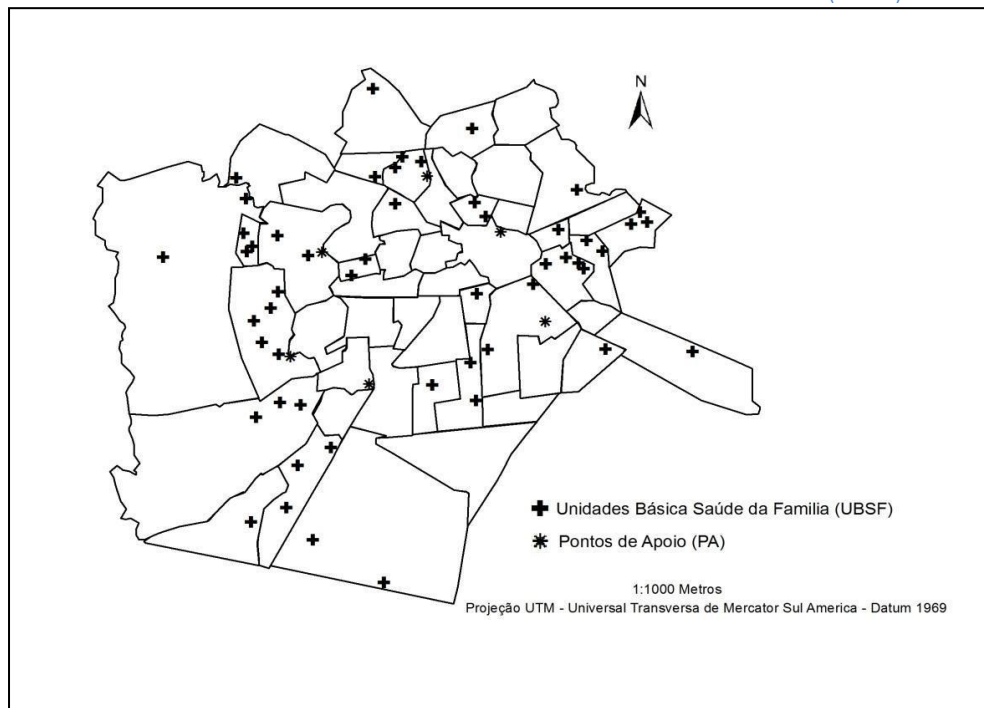 N
Unidades Básica Saúde da Familia (UBSF)
Pontos de Apoio (PA)
1:1000 Metros
Projeção UTM - Universal Transversa de Mercator Sul America - Datum 1969